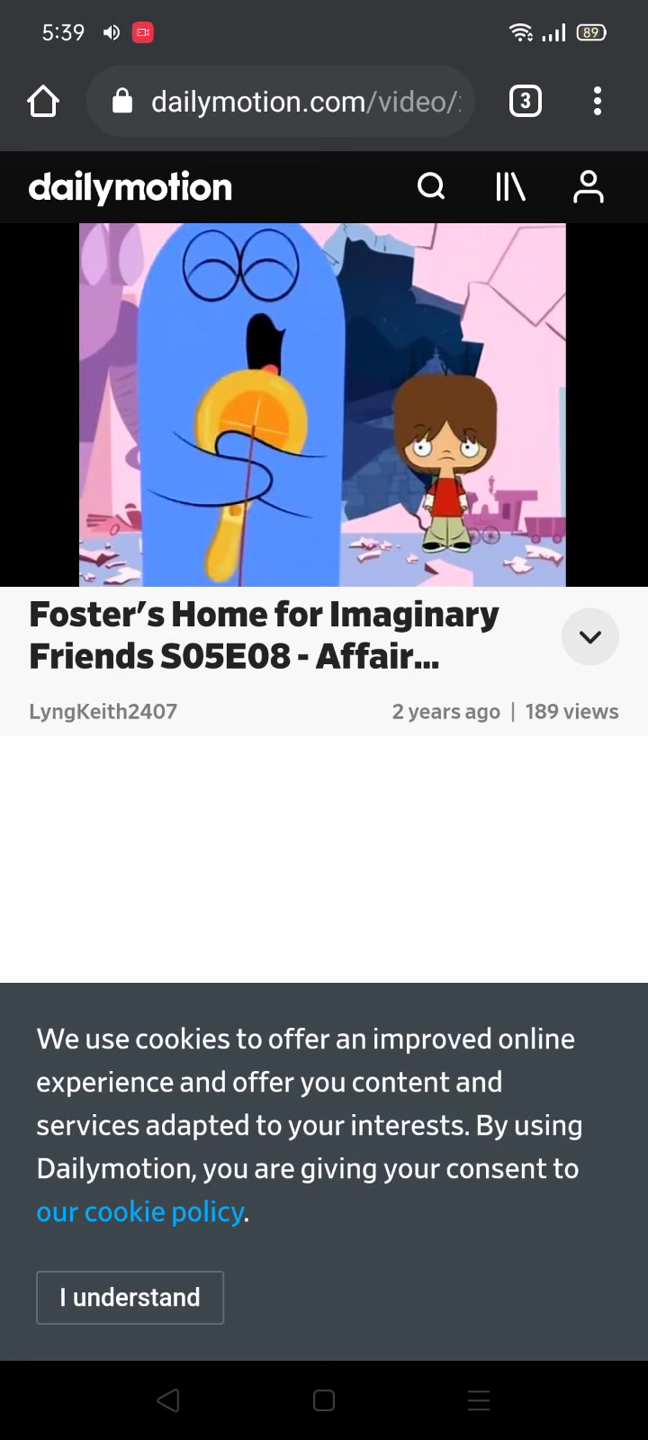 5:39
89
dailymotion.com/video/
3
dailymotion
Foster's Home for Imaginary
Friends S05E08 - Affair...
LyngKeith2407
2 years ago | 189 views
We use cookies to offer an improved online
experience and offer you content and
services adapted to your interests. By using
Dailymotion, you are giving your consent to
our cookie policy.
I understand